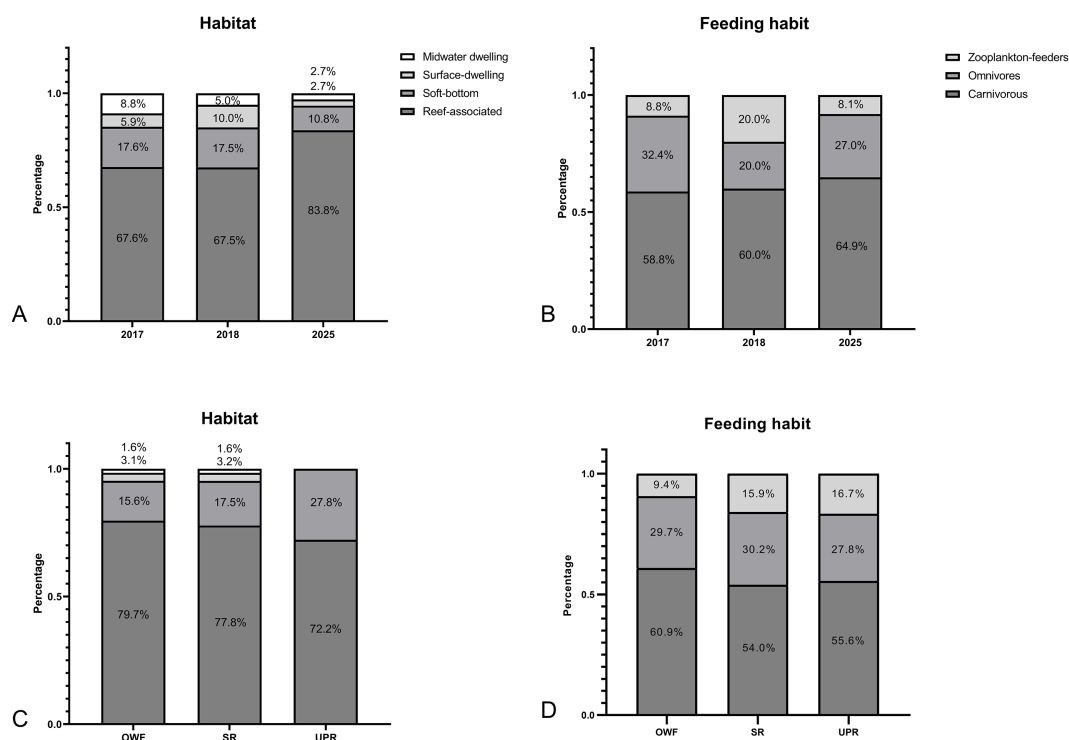 Habitat
Midwater dwelling
Surface-dwelling
Soft-bottom
Reef-associated
Percentage
1.0
0.5
0.0
8.8%
5.9%
17.6%
67.6%
5.0%
10.0%
17.5%
67.5%
2.7%
2.7%
10.8%
83.8%
2017
2018
2025
A
Feeding habit
Zooplankton-feeders
Omnivores
Carnivorous
Percentage
1.0
0.5
0.0
8.8%
32.4%
58.8%
20.0%
20.0%
60.0%
8.1%
27.0%
64.9%
2017
2018
2025
B
Habitat
Percentage
1.0
0.5
0.0
1.6%
3.1%
15.6%
79.7%
1.6%
3.2%
17.5%
77.8%
27.8%
72.2%
OWF
SR
UPR
C
Feeding habit
Percentage
1.0
0.5
0.0
9.4%
29.7%
60.9%
15.9%
30.2%
54.0%
16.7%
27.8%
55.6%
OWF
SR
UPR
D